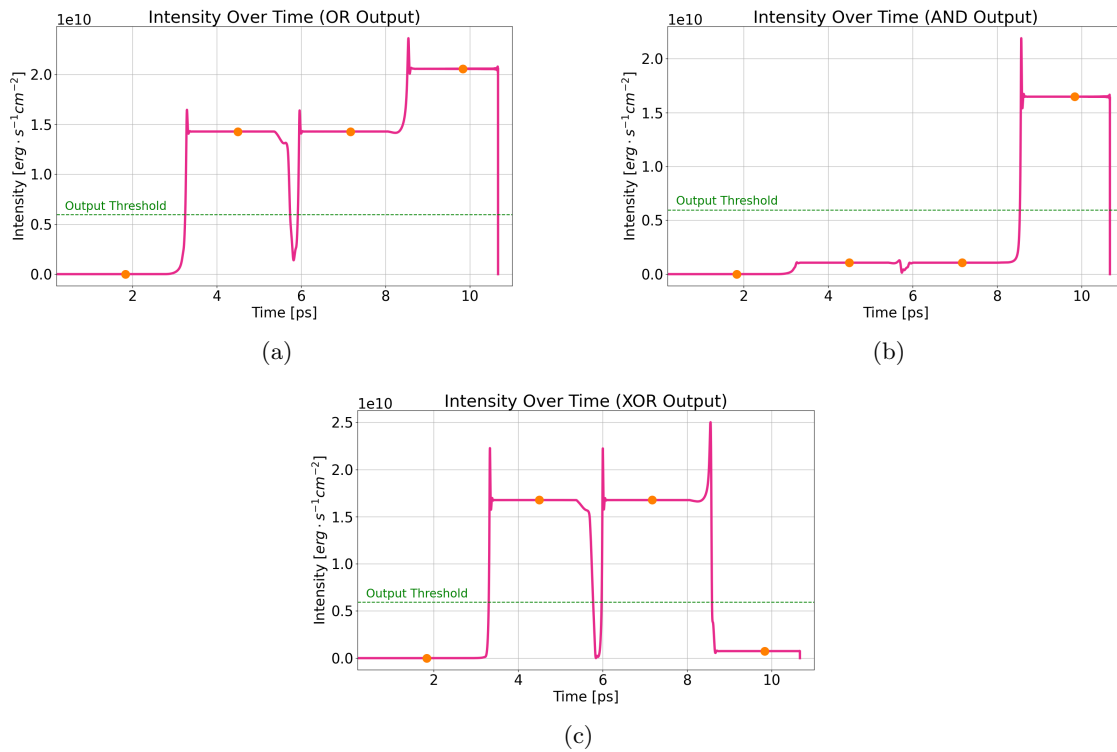 Intensity Over Time (OR Output)
1e10
Intensity [erg · s⁻¹cm⁻²]
2.0
1.5
1.0
0.5
0.0
Output Threshold
2 4 6 8 10
Time [ps]
(a)
Intensity Over Time (AND Output)
1e10
Intensity [erg · s⁻¹cm⁻²]
2.0
1.5
1.0
0.5
0.0
Output Threshold
2 4 6 8 10
Time [ps]
(b)
Intensity Over Time (XOR Output)
1e10
Intensity [erg · s⁻¹cm⁻²]
2.5
2.0
1.5
1.0
0.5
0.0
Output Threshold
2 4 6 8 10
Time [ps]
(c)